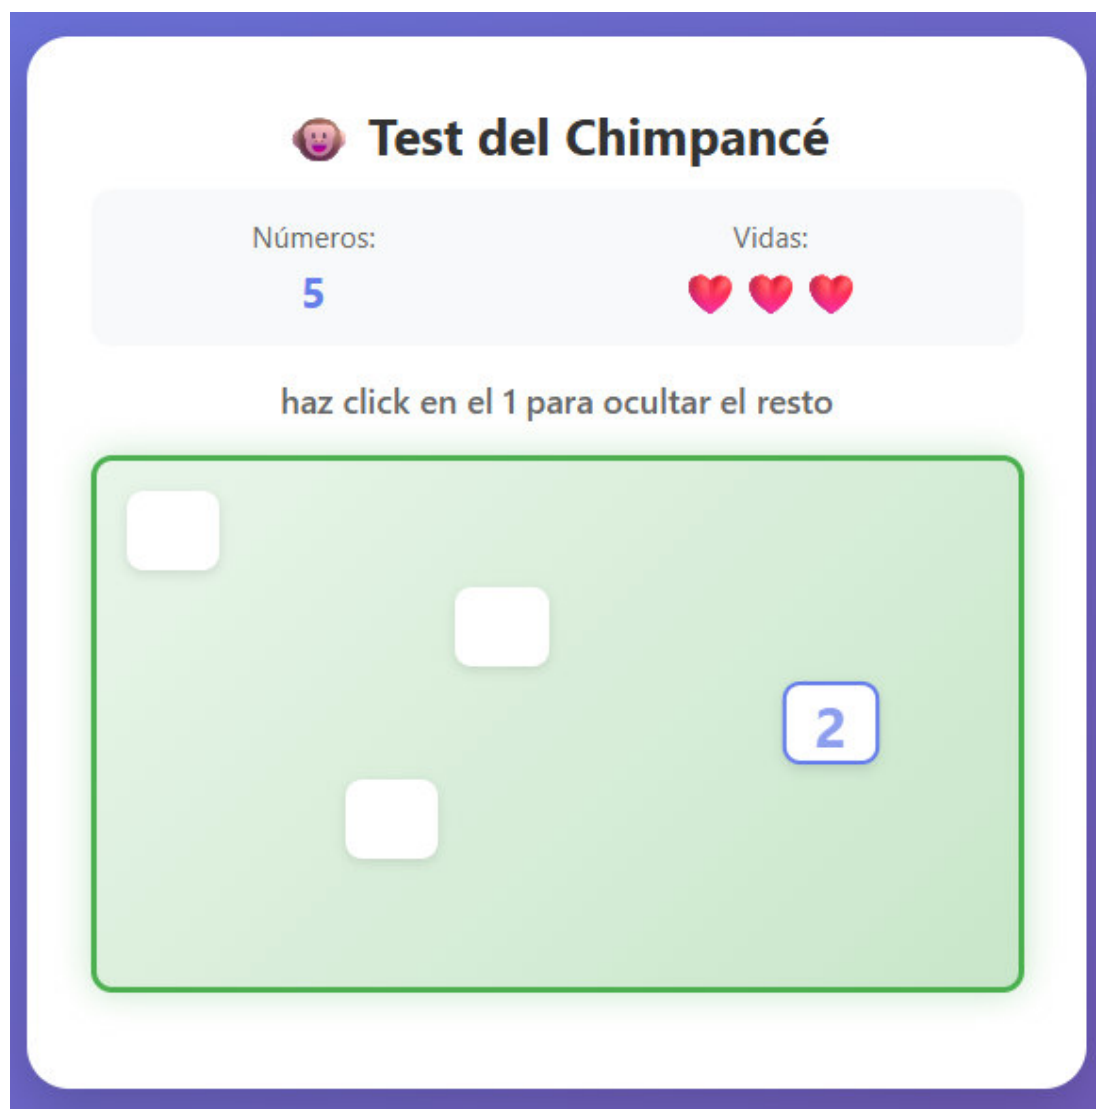 Test del Chimpancé
Números:
Vidas:
5
haz click en el 1 para ocultar el resto
2